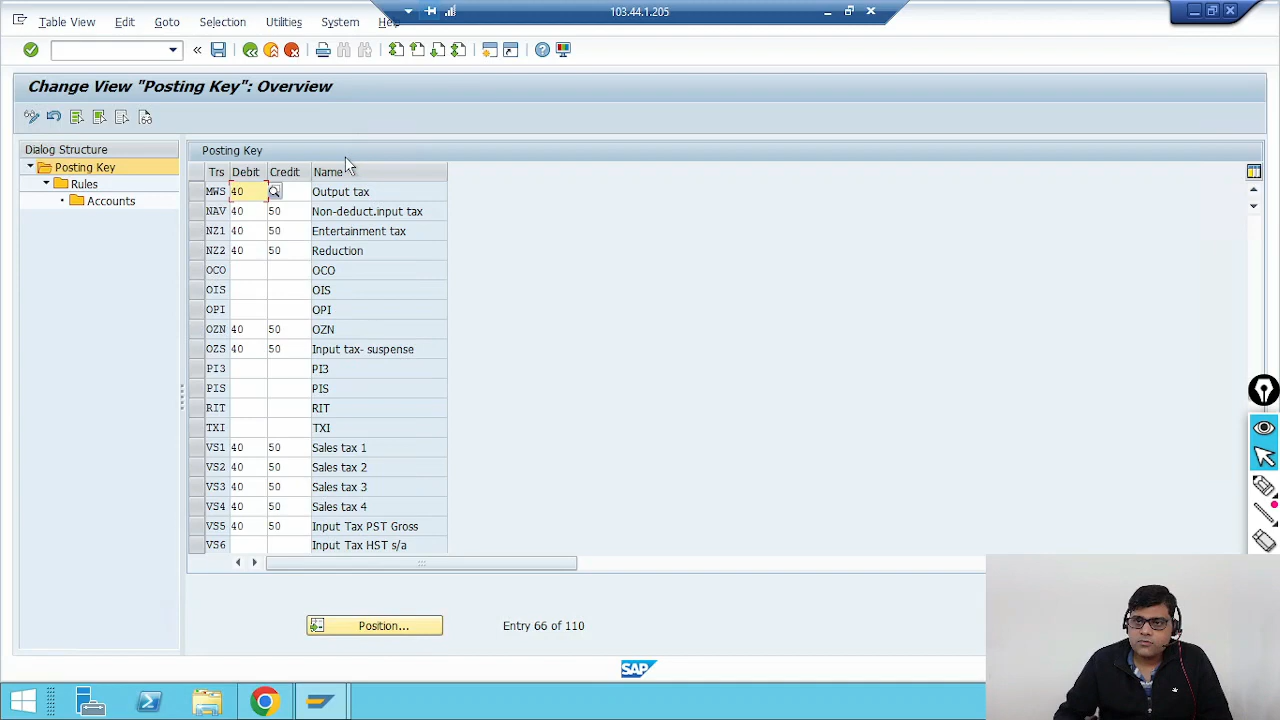 103.44.1.205
Table View Edit Goto Selection Utilities System Help
Change View "Posting Key": Overview
Dialog Structure
Posting Key
Rules
Accounts
Posting Key
Trs Debit Credit Name
MWS 40 Output tax
NAV 40 50 Non-deduct.input tax
NZ1 40 50 Entertainment tax
NZ2 40 50 Reduction
OCO OCO
OIS OIS
OPI OPI
OZN 40 50 OZN
OZS 40 50 Input tax- suspense
PI3 PI3
PIS PIS
RIT RIT
TXI TXI
VS1 40 50 Sales tax 1
VS2 40 50 Sales tax 2
VS3 40 50 Sales tax 3
VS4 40 50 Sales tax 4
VS5 40 50 Input Tax PST Gross
VS6 Input Tax HST s/a
Position... Entry 66 of 110
SAP